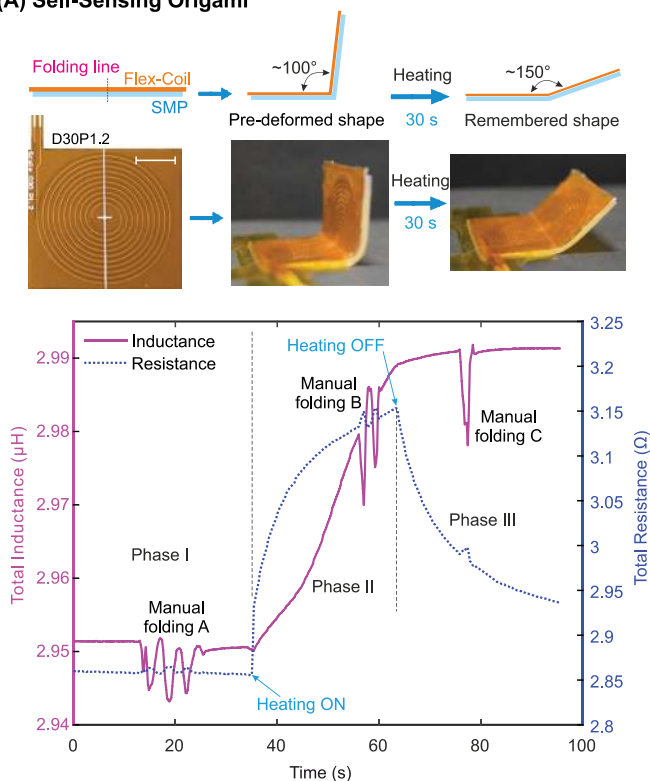 (A) Self-Sensing Origami
Folding line
Flex-Coil
SMP
~100°
Pre-deformed shape
Heating
30 s
~150°
Remembered shape
D30P1.2
Heating
30 s
Inductance
Resistance
Heating OFF
Manual
folding B
Manual
folding C
Phase I
Phase II
Phase III
Manual
folding A
Heating ON
Total Inductance (µH)
2.99
2.98
2.97
2.96
2.95
2.94
Total Resistance (Ω)
3.25
3.2
3.15
3.1
3.05
3
2.95
2.9
2.85
2.8
0
20
40
60
80
100
Time (s)